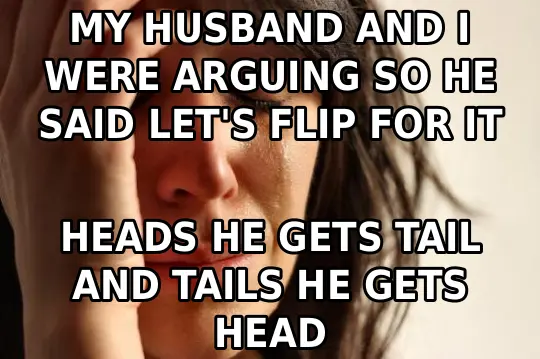 MY HUSBAND AND I
WERE ARGUING SO HE
SAID LET'S FLIP FOR IT
HEADS HE GETS TAIL
AND TAILS HE GETS
HEAD